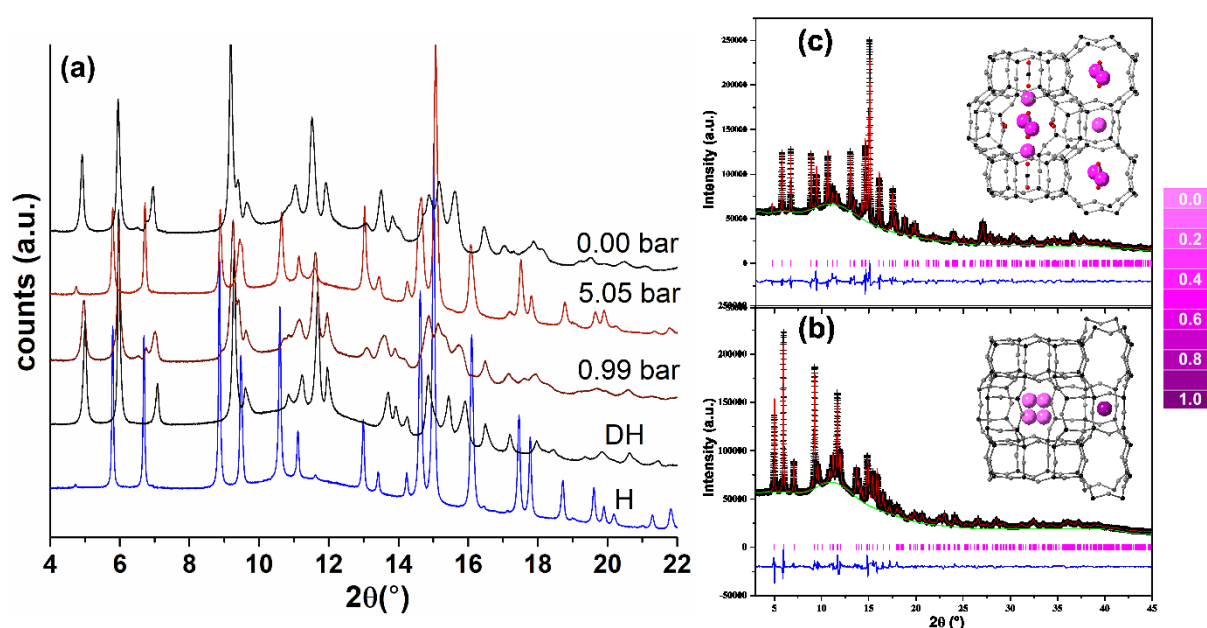 (a)
counts (a.u.)
0.00 bar
5.05 bar
0.99 bar
DH
H
4 6 8 10 12 14 16 18 20 22
2θ(°)
(c)
Intensity (a.u.)
250000
200000
150000
100000
50000
0
250000
(b)
Intensity (a.u.)
200000
150000
100000
50000
0
-50000
5 10 15 20 25 30 35 40 45
2θ (°)
0.0
0.2
0.4
0.6
0.8
1.0